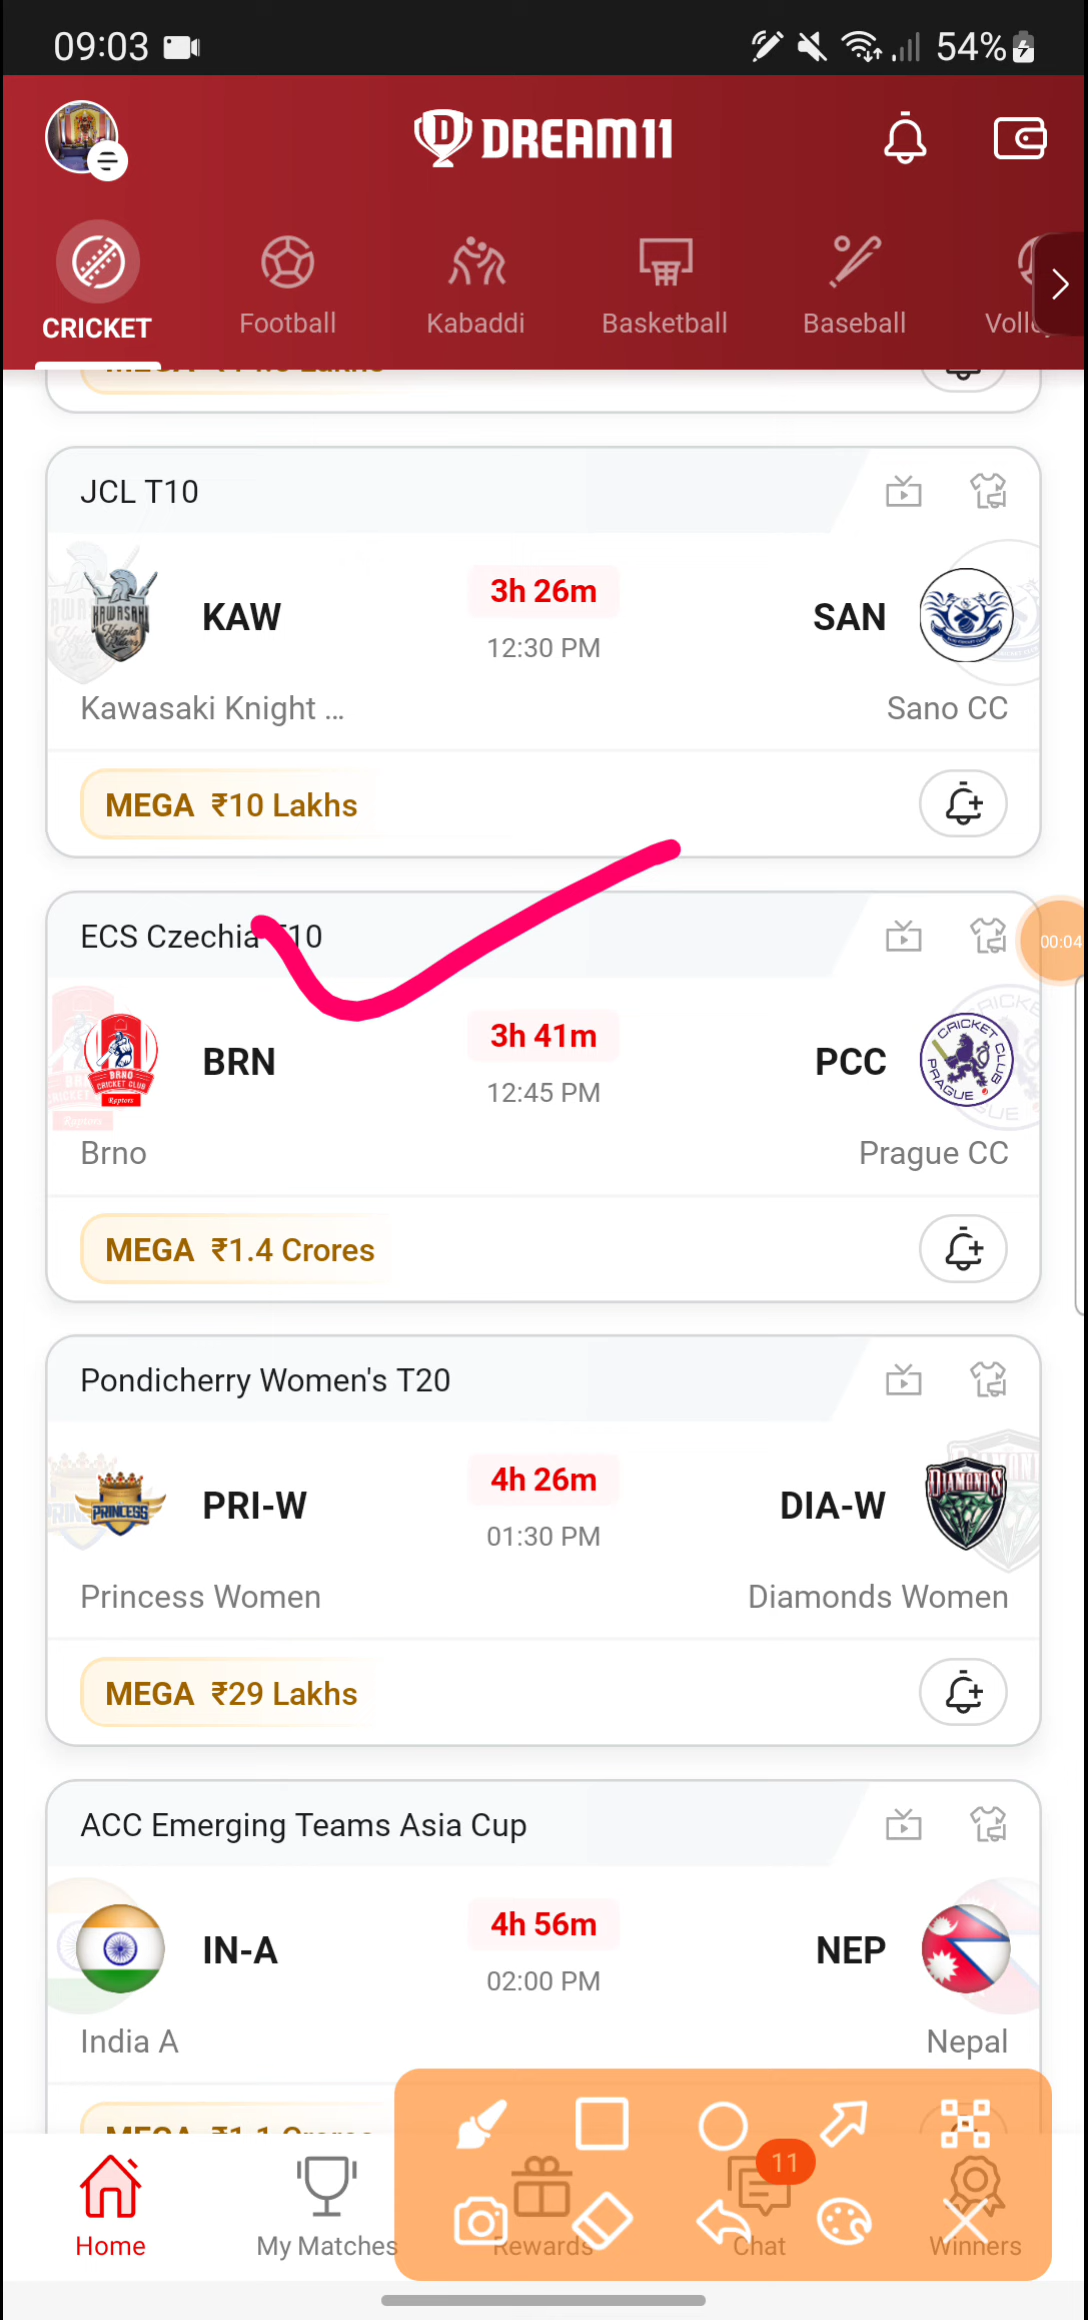 09:03 54%
DREAM11
CRICKET Football Kabaddi Basketball Baseball
JCL T10
KAW 3h 26m SAN
12:30 PM
Kawasaki Knight ... Sano CC
MEGA ₹10 Lakhs
ECS Czechia T10
00:04
BRN 3h 41m PCC
12:45 PM
Brno Prague CC
MEGA ₹1.4 Crores
Pondicherry Women's T20
PRI-W 4h 26m DIA-W
01:30 PM
Princess Women Diamonds Women
MEGA ₹29 Lakhs
ACC Emerging Teams Asia Cup
IN-A 4h 56m NEP
02:00 PM
India A Nepal
11
Home My Matches Rewards Chat Winners